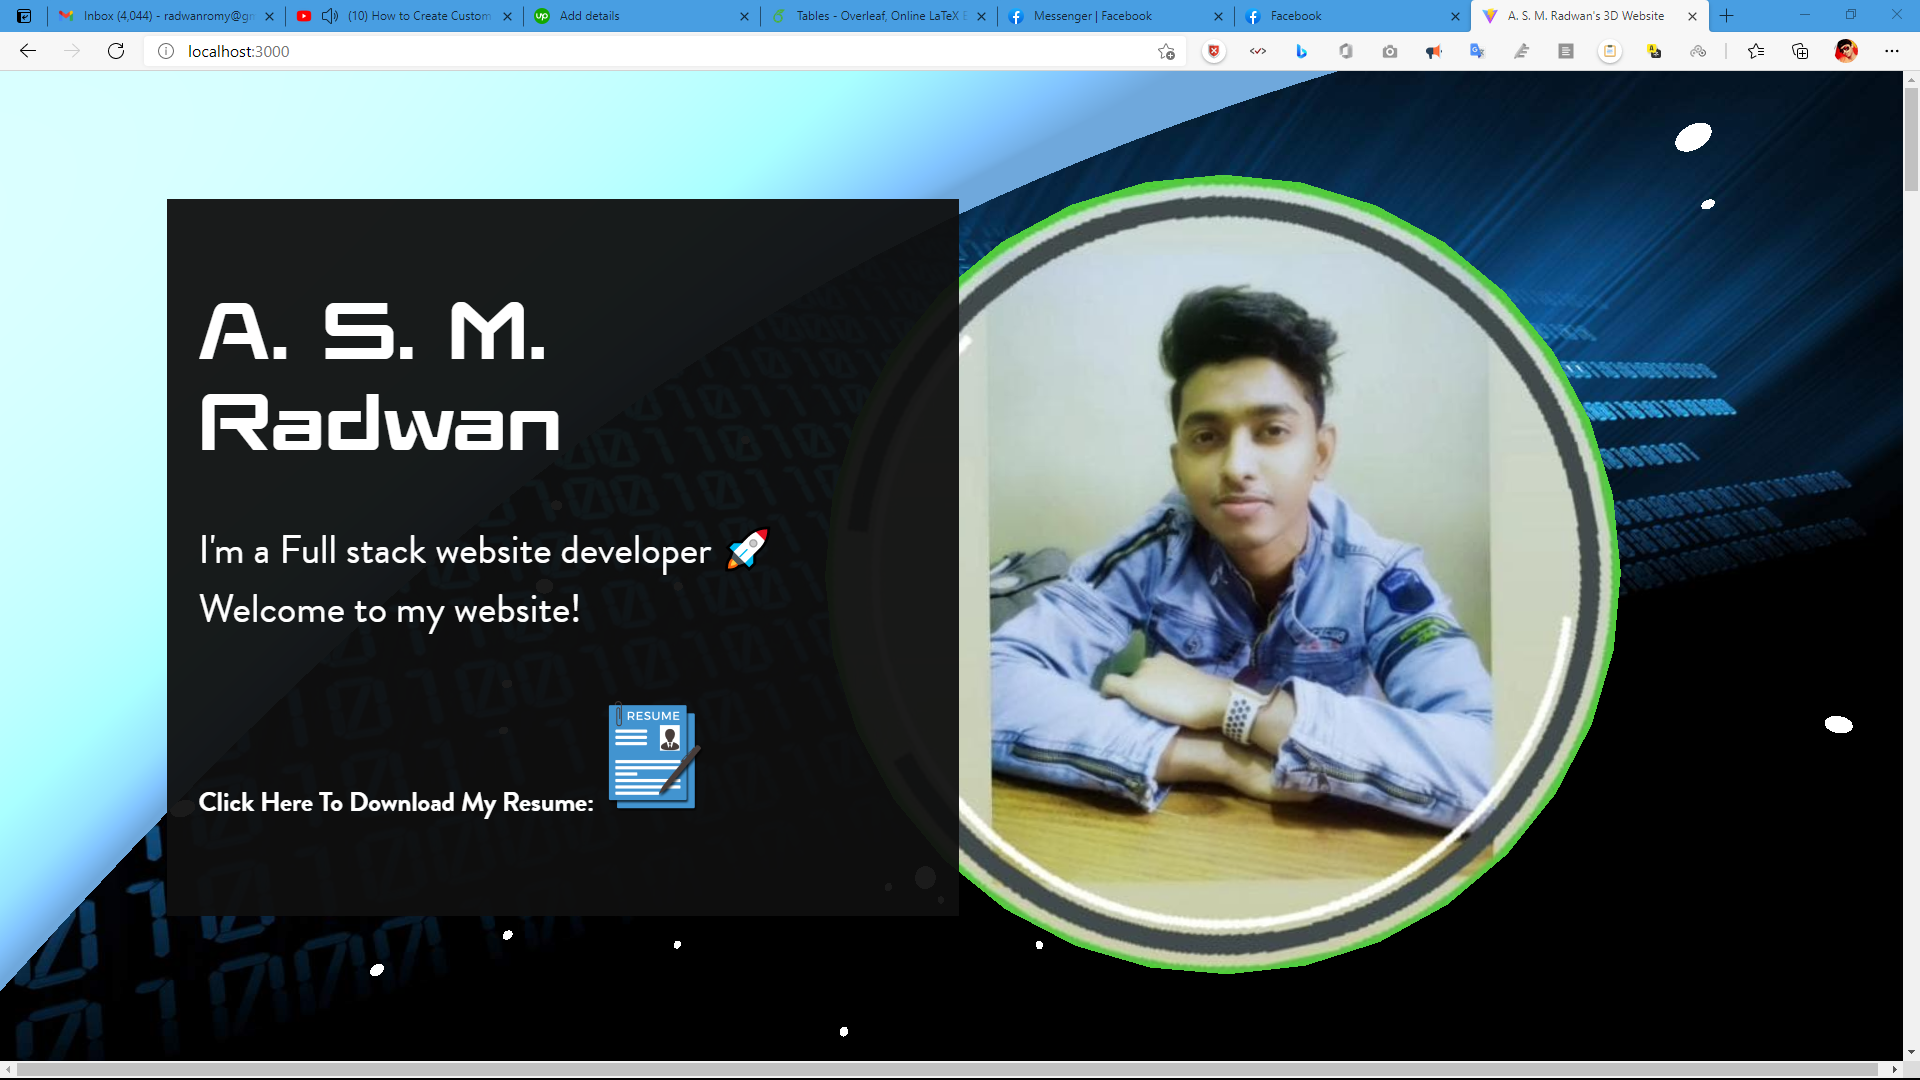 Inbox (4,044) - radwanromy@gm
(10) How to Create Custom
up
Add details
Tables - Overleaf, Online LaTeX E
Messenger | Facebook
Facebook
A. S. M. Radwan's 3D Website
localhost:3000
A. S. M.
Radwan
I'm a Full stack website developer 🚀
Welcome to my website!
RESUME
Click Here To Download My Resume: